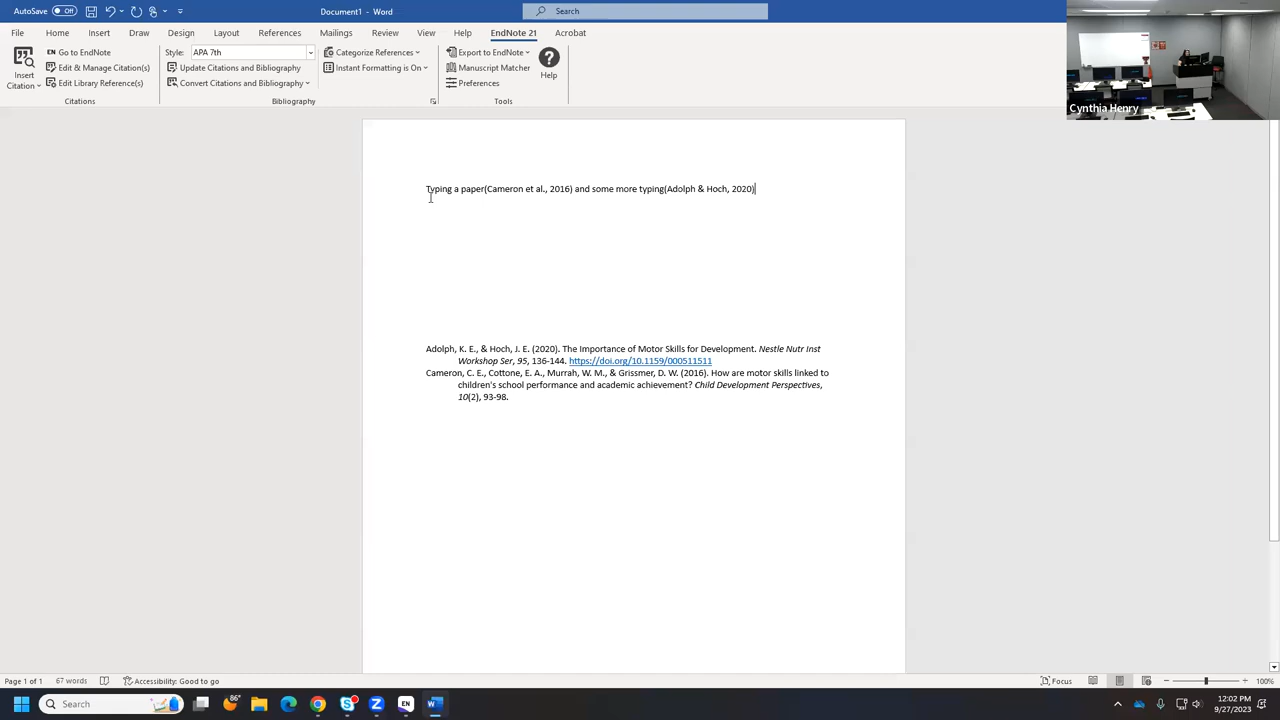 AutoSave Off Document1 - Word Search
File Home Insert Draw Design Layout References Mailings Review View Help EndNote 21 Acrobat
Insert Citation
EN Go to EndNote
Edit & Manage Citation(s)
Edit Library Reference(s)
Citations
Style: APA 7th
Update Citations and Bibliography
Convert Citations and Bibliography
Categorize References
Instant Formatting is On
Bibliography
Export to EndNote
Manuscript Matcher
Preferences
Help
Tools
Cynthia Henry
Typing a paper(Cameron et al., 2016) and some more typing(Adolph & Hoch, 2020)
Adolph, K. E., & Hoch, J. E. (2020). The Importance of Motor Skills for Development. Nestle Nutr Inst
Workshop Ser, 95, 136-144. https://doi.org/10.1159/000511511
Cameron, C. E., Cottone, E. A., Murrah, W. M., & Grissmer, D. W. (2016). How are motor skills linked to
children's school performance and academic achievement? Child Development Perspectives,
10(2), 93-98.
Page 1 of 1 67 words Accessibility: Good to go Focus 100%
Search 86° EN 12:02 PM
9/27/2023